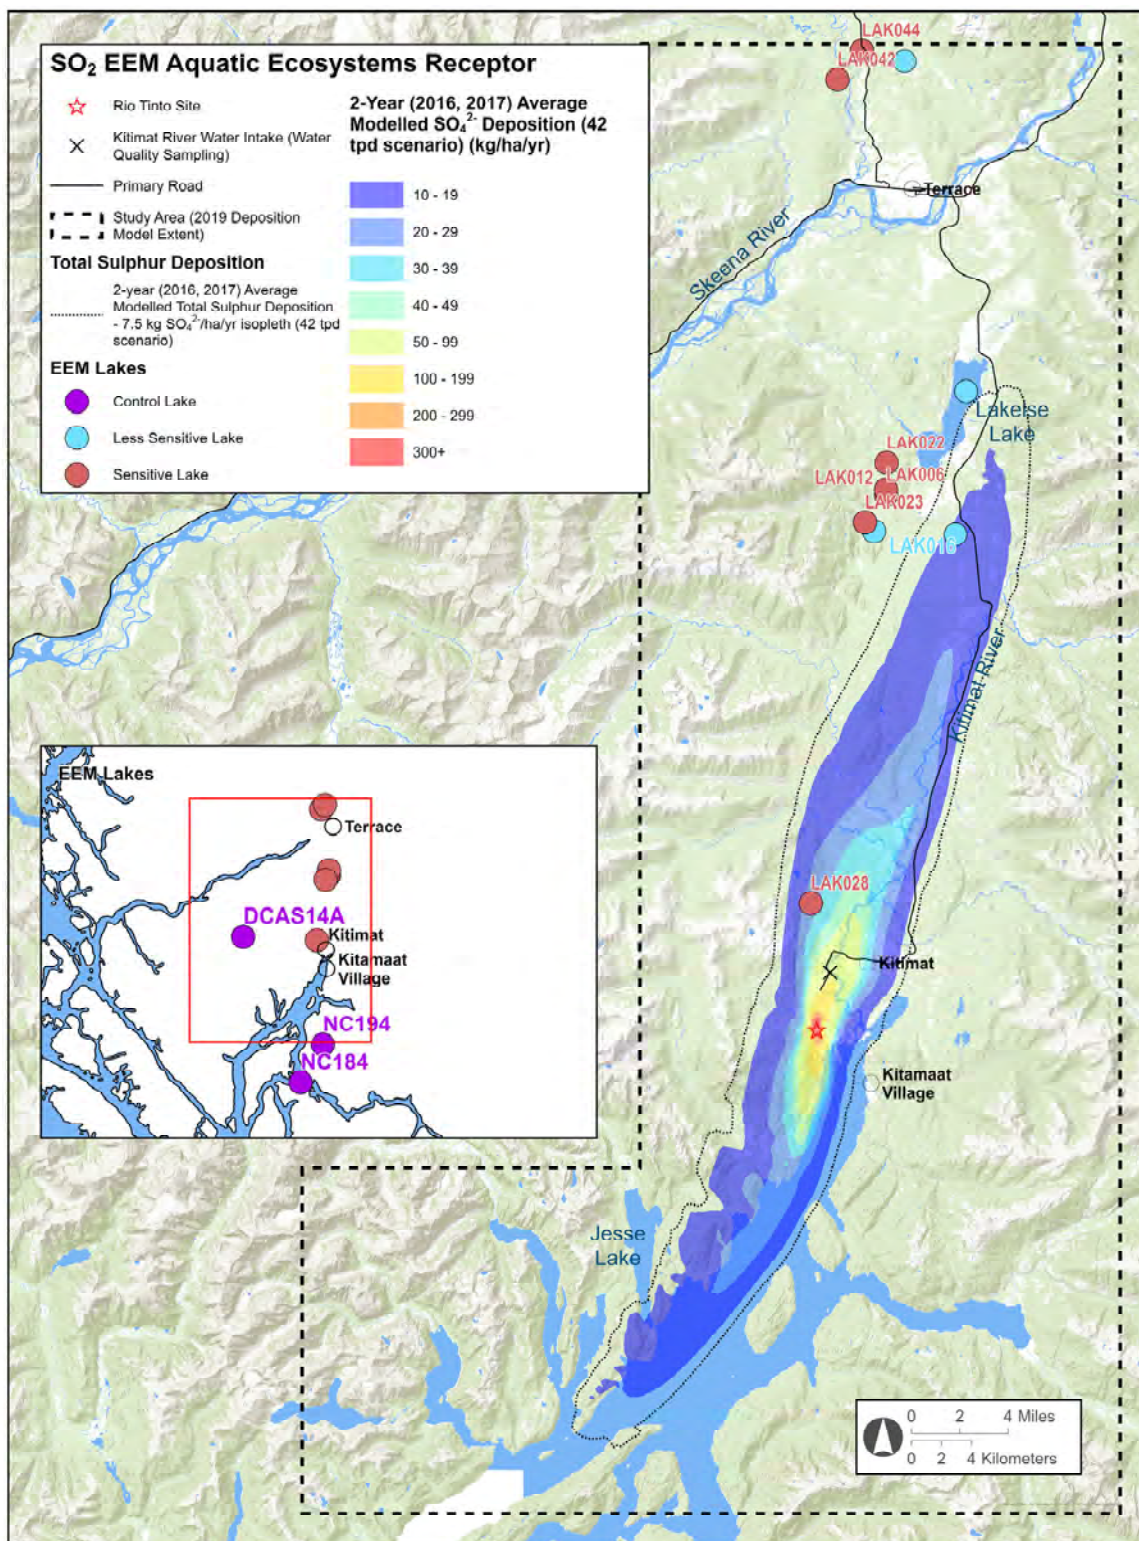 SO₂ EEM Aquatic Ecosystems Receptor
Rio Tinto Site
Kitimat River Water Intake (Water
Quality Sampling)
Primary Road
Study Area (2019 Deposition
Model Extent)
Total Sulphur Deposition
2-year (2016, 2017) Average
Modelled Total Sulphur Deposition
- 7.5 kg SO₄²⁻/ha/yr isopleth (42 tpd
scenario)
EEM Lakes
Control Lake
Less Sensitive Lake
Sensitive Lake
2-Year (2016, 2017) Average
Modelled SO₄²⁻ Deposition (42
tpd scenario) (kg/ha/yr)
10 - 19
20 - 29
30 - 39
40 - 49
50 - 99
100 - 199
200 - 299
300+
LAK044
LAK042
Terrace
Skeena River
Lakelse
Lake
LAK022
LAK012
LAK006
LAK023
LAK016
Kitimat River
LAK028
Kitimat
Kitamaat
Village
Jesse
Lake
EEM Lakes
Terrace
DCAS14A
Kitimat
Kitamaat
Village
NC194
NC184
0 2 4 Miles
0 2 4 Kilometers